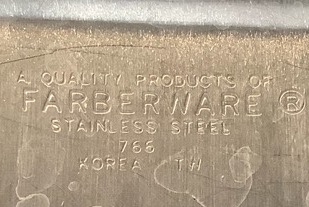 A QUALITY PRODUCTS OF
FARBERWARE ®
STAINLESS STEEL
766
KOREA TW